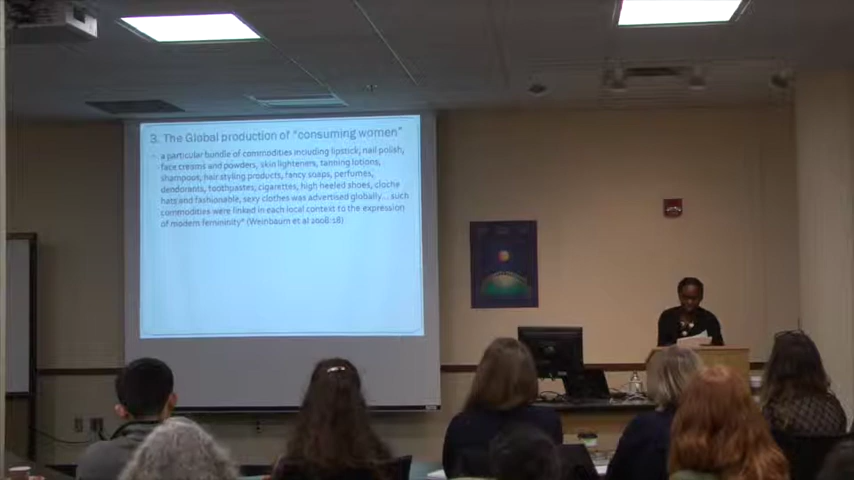 3. The Global production of "consuming women"
a particular bundle of commodities including lipstick, nail polish,
face creams and powders, skin lighteners, tanning lotions,
shampoos, hair styling products, fancy soaps, perfumes,
deodorants, toothpastes, cigarettes, high heeled shoes, cloche
hats and fashionable, sexy clothes was advertised globally... such
commodities were linked in each local context to the expression
of modern femininity" (Weinbaum et al 2008:18)